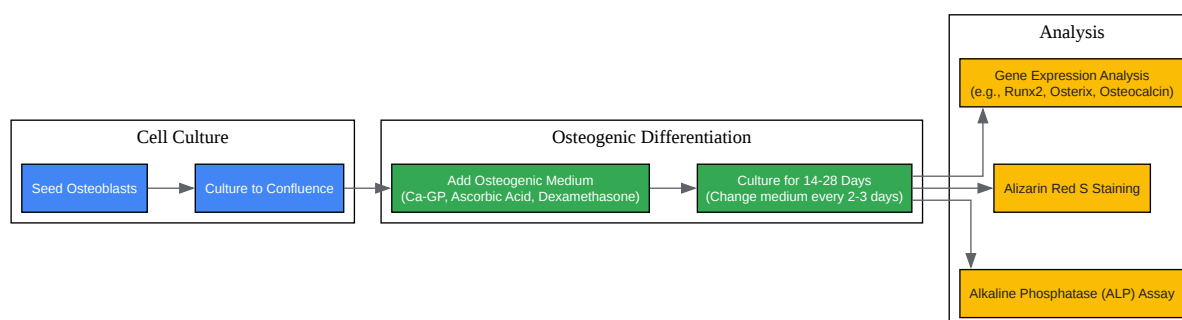 Cell Culture
Seed Osteoblasts
Culture to Confluence
Osteogenic Differentiation
Add Osteogenic Medium
(Ca-GP, Ascorbic Acid, Dexamethasone)
Culture for 14-28 Days
(Change medium every 2-3 days)
Analysis
Gene Expression Analysis
(e.g., Runx2, Osterix, Osteocalcin)
Alizarin Red S Staining
Alkaline Phosphatase (ALP) Assay